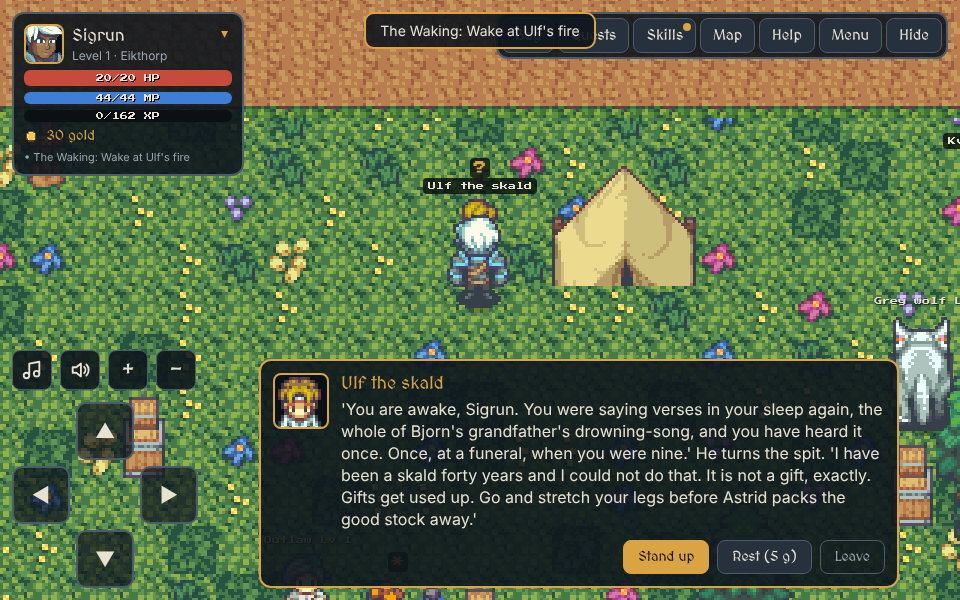 Sigrun
Level 1 · Eikthorp
20/20 HP
44/44 MP
0/162 XP
30 gold
• The Waking: Wake at Ulf's fire
The Waking: Wake at Ulf's fire
Skills
Map
Help
Menu
Hide
?
Ulf the skald
Ulf the skald
'You are awake, Sigrun. You were saying verses in your sleep again, the
whole of Bjorn's grandfather's drowning-song, and you have heard it
once. Once, at a funeral, when you were nine.' He turns the spit. 'I have
been a skald forty years and I could not do that. It is not a gift, exactly.
Gifts get used up. Go and stretch your legs before Astrid packs the
good stock away.'
Stand up
Rest (5 g)
Leave